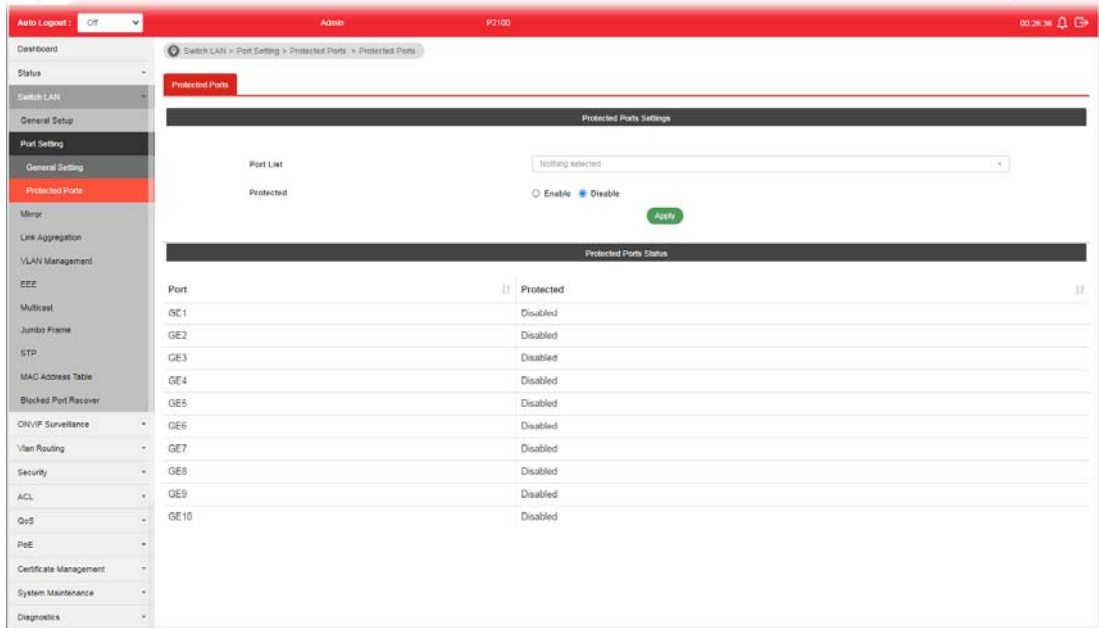 Auto Logout : Off Admin P2100 00:26:36
Dashboard
Status
Switch LAN
General Setup
Port Setting
General Setting
Protected Ports
Mirror
Link Aggregation
VLAN Management
EEE
Multicast
Jumbo Frame
STP
MAC Address Table
Blocked Port Recover
ONVIF Surveillance
Vlan Routing
Security
ACL
QoS
PoE
Certificate Management
System Maintenance
Diagnostics
Switch LAN > Port Setting > Protected Ports > Protected Ports
Protected Ports
Protected Ports Settings
Port List Nothing selected
Protected Enable Disable
Apply
Protected Ports Status
Port Protected
GE1 Disabled
GE2 Disabled
GE3 Disabled
GE4 Disabled
GE5 Disabled
GE6 Disabled
GE7 Disabled
GE8 Disabled
GE9 Disabled
GE10 Disabled